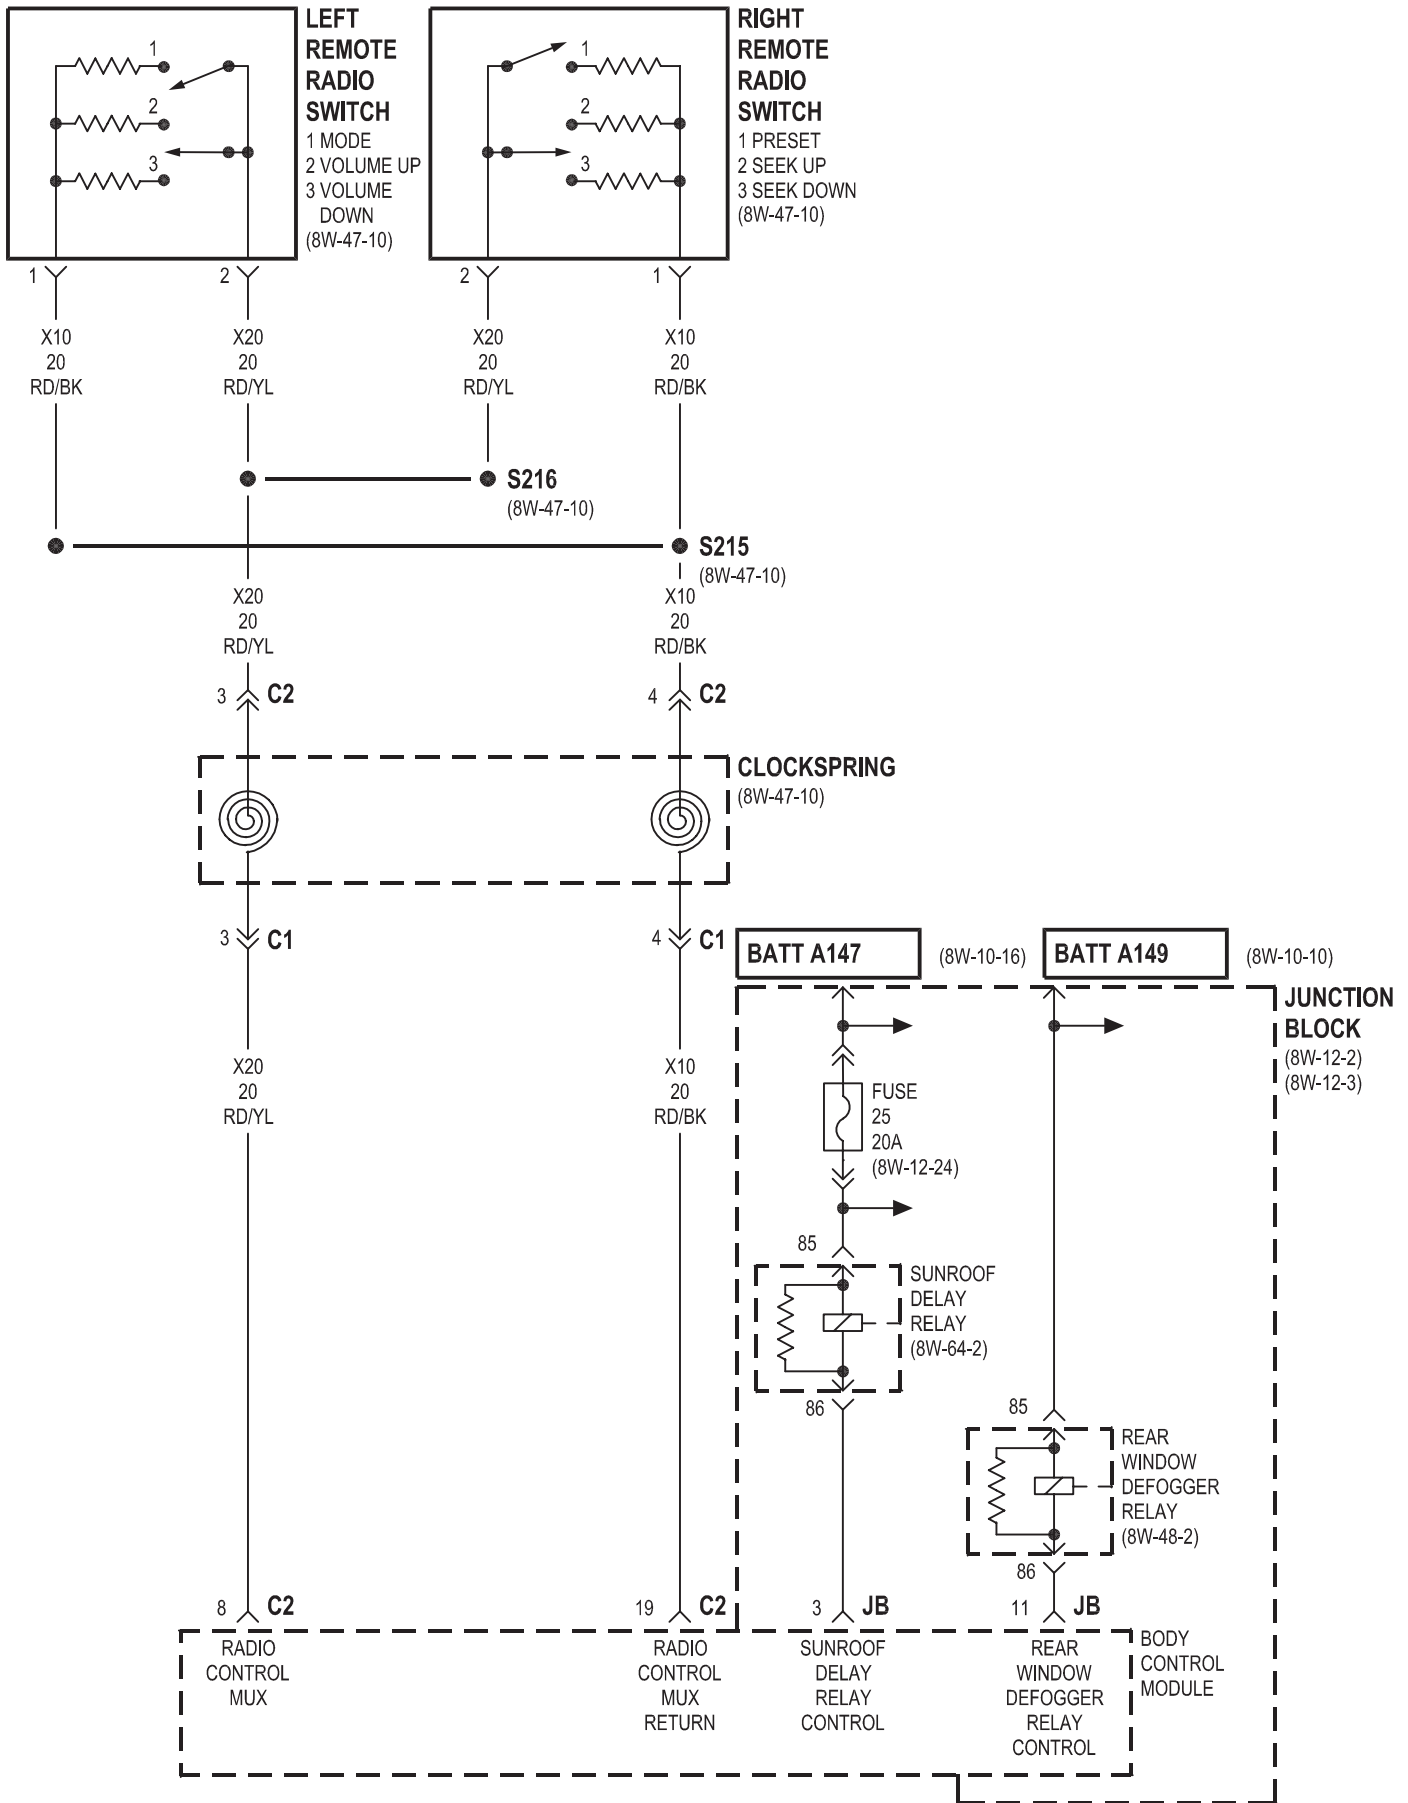 LEFT
REMOTE
RADIO
SWITCH
1 MODE
2 VOLUME UP
3 VOLUME
DOWN
(8W-47-10)
1
2
3
RIGHT
REMOTE
RADIO
SWITCH
1 PRESET
2 SEEK UP
3 SEEK DOWN
(8W-47-10)
1
2
3
1
2
2
1
X10
20
RD/BK
X20
20
RD/YL
X20
20
RD/YL
X10
20
RD/BK
S216
(8W-47-10)
S215
(8W-47-10)
X20
20
RD/YL
X10
20
RD/BK
3 C2
4 C2
CLOCKSPRING
(8W-47-10)
3 C1
4 C1
X20
20
RD/YL
X10
20
RD/BK
BATT A147
(8W-10-16)
BATT A149
(8W-10-10)
JUNCTION
BLOCK
(8W-12-2)
(8W-12-3)
FUSE
25
20A
(8W-12-24)
85
SUNROOF
DELAY
RELAY
(8W-64-2)
86
85
REAR
WINDOW
DEFOGGER
RELAY
(8W-48-2)
86
8 C2
19 C2
3 JB
11 JB
RADIO
CONTROL
MUX
RADIO
CONTROL
MUX
RETURN
SUNROOF
DELAY
RELAY
CONTROL
REAR
WINDOW
DEFOGGER
RELAY
CONTROL
BODY
CONTROL
MODULE